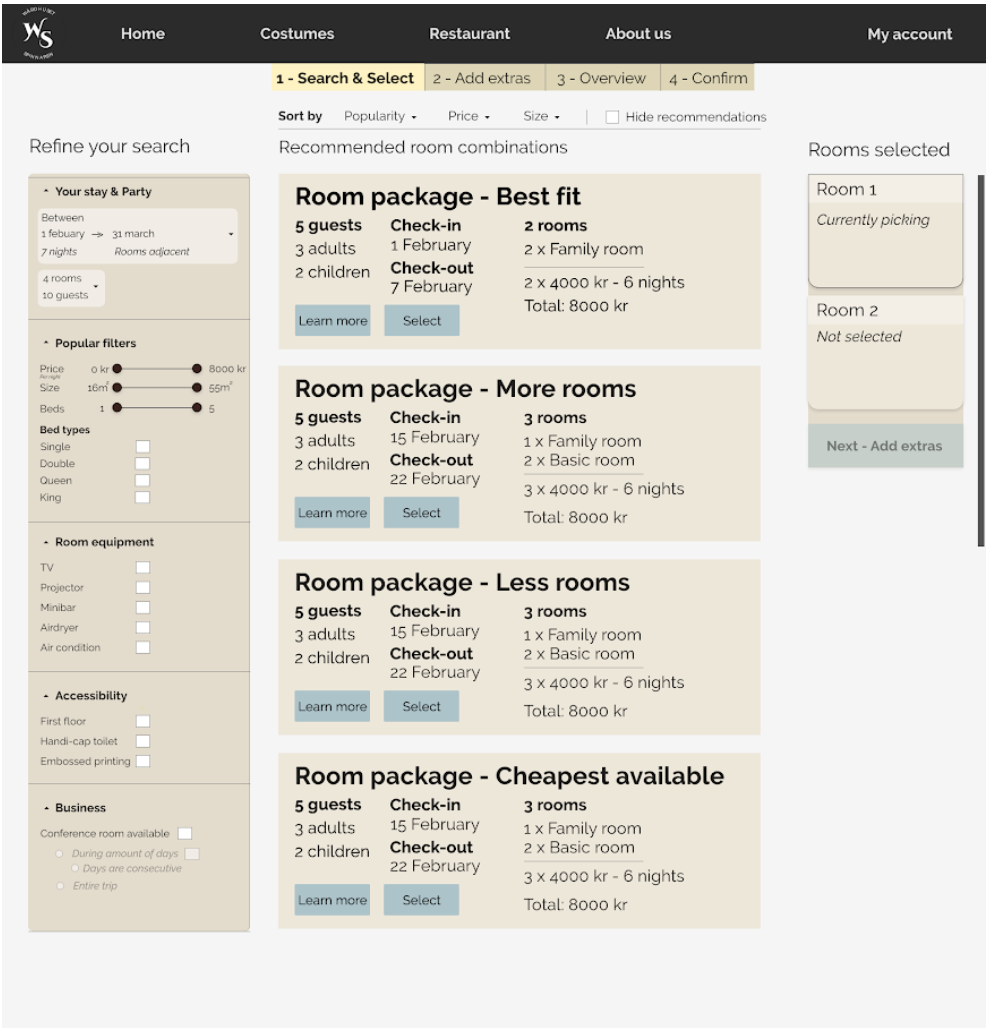 WS
Home
Costumes
Restaurant
About us
My account
1 - Search & Select
2 - Add extras
3 - Overview
4 - Confirm
Sort by
Popularity
Price
Size
Hide recommendations
Refine your search
Your stay & Party
Between
1 febuary → 31 march
7 nights
Rooms adjacent
4 rooms
10 guests
Popular filters
Price
Per night
0 kr
8000 kr
Size
16m²
55m²
Beds
1
5
Bed types
Single
Double
Queen
King
Room equipment
TV
Projector
Minibar
Airdryer
Air condition
Accessibility
First floor
Handi-cap toilet
Embossed printing
Business
Conference room available
During amount of days
Days are consecutive
Entire trip
Recommended room combinations
Room package - Best fit
5 guests
3 adults
2 children
Check-in
1 February
Check-out
7 February
2 rooms
2 x Family room
2 x 4000 kr - 6 nights
Total: 8000 kr
Learn more
Select
Room package - More rooms
5 guests
3 adults
2 children
Check-in
15 February
Check-out
22 February
3 rooms
1 x Family room
2 x Basic room
3 x 4000 kr - 6 nights
Total: 8000 kr
Learn more
Select
Room package - Less rooms
5 guests
3 adults
2 children
Check-in
15 February
Check-out
22 February
3 rooms
1 x Family room
2 x Basic room
3 x 4000 kr - 6 nights
Total: 8000 kr
Learn more
Select
Room package - Cheapest available
5 guests
3 adults
2 children
Check-in
15 February
Check-out
22 February
3 rooms
1 x Family room
2 x Basic room
3 x 4000 kr - 6 nights
Total: 8000 kr
Learn more
Select
Rooms selected
Room 1
Currently picking
Room 2
Not selected
Next - Add extras